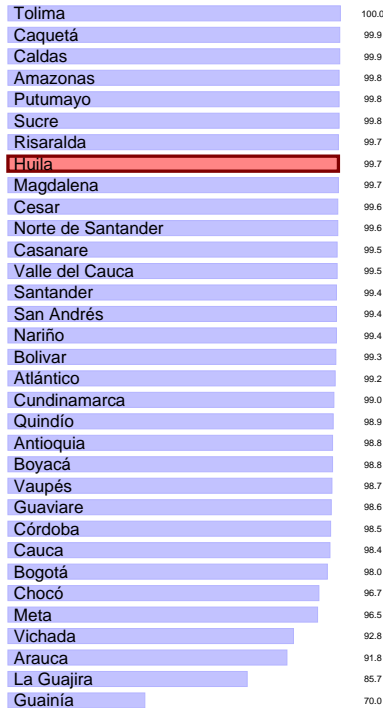 Tolima 100.0
Caquetá 99.9
Caldas 99.9
Amazonas 99.8
Putumayo 99.8
Sucre 99.8
Risaralda 99.7
Huila 99.7
Magdalena 99.7
Cesar 99.6
Norte de Santander 99.6
Casanare 99.5
Valle del Cauca 99.5
Santander 99.4
San Andrés 99.4
Nariño 99.4
Bolivar 99.3
Atlántico 99.2
Cundinamarca 99.0
Quindío 98.9
Antioquia 98.8
Boyacá 98.8
Vaupés 98.7
Guaviare 98.6
Córdoba 98.5
Cauca 98.4
Bogotá 98.0
Chocó 96.7
Meta 96.5
Vichada 92.8
Arauca 91.8
La Guajira 85.7
Guainía 70.0